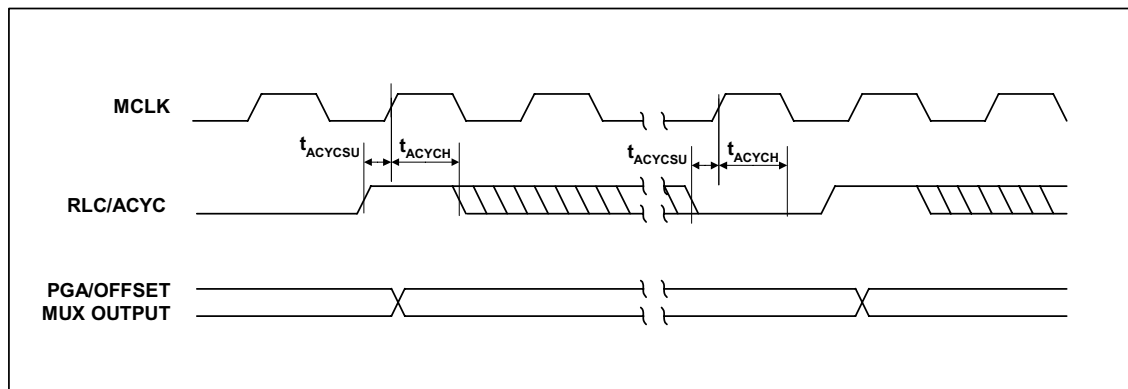 MCLK
tACYCSU
tACYCH
tACYCSU
tACYCH
RLC/ACYC
PGA/OFFSET
MUX OUTPUT